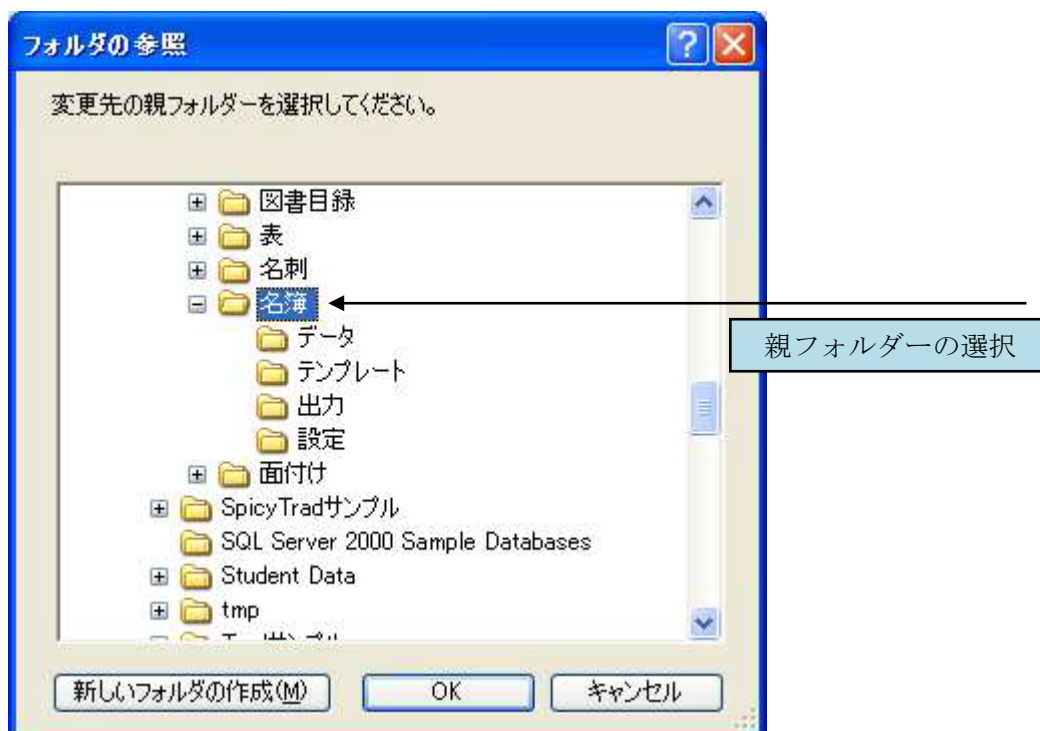 フォルダの参照
変更先の親フォルダーを選択してください。
図書目録
表
名刺
名簿
親フォルダーの選択
データ
テンプレート
出力
設定
面付け
SpicyTradサンプル
SQL Server 2000 Sample Databases
Student Data
tmp
新しいフォルダの作成(M)
OK
キャンセル